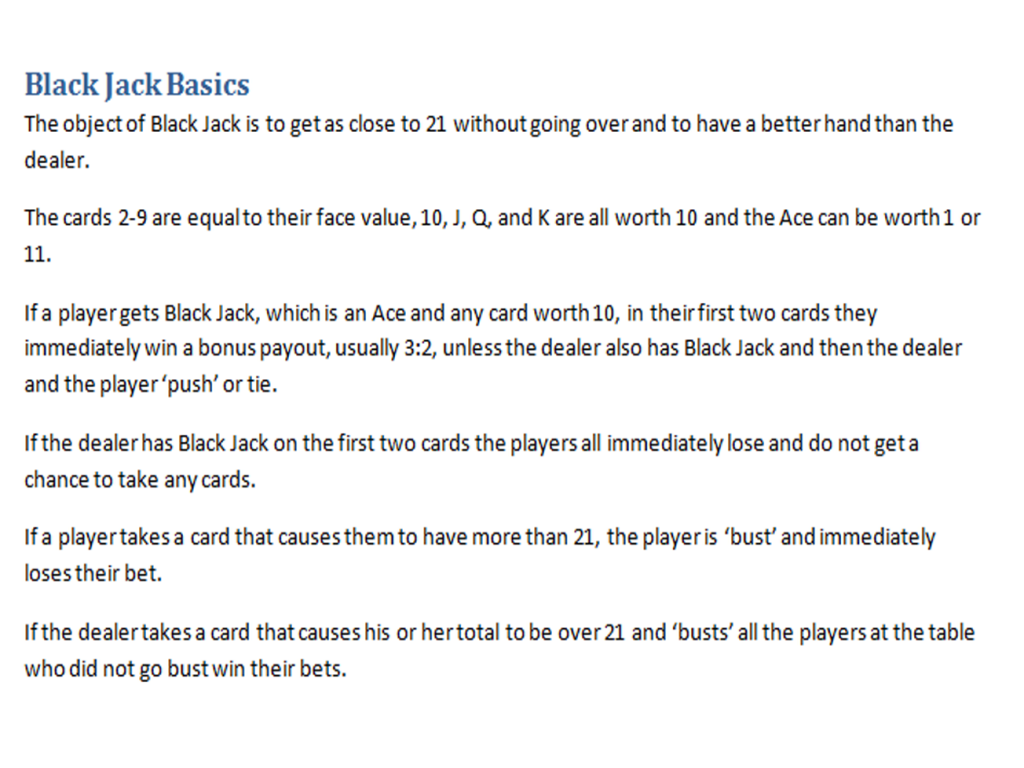 Black Jack Basics
The object of Black Jack is to get as close to 21 without going over and to have a better hand than the
dealer.
The cards 2-9 are equal to their face value, 10, J, Q, and K are all worth 10 and the Ace can be worth 1 or
11.
If a player gets Black Jack, which is an Ace and any card worth 10, in their first two cards they
immediately win a bonus payout, usually 3:2, unless the dealer also has Black Jack and then the dealer
and the player ‘push’ or tie.
If the dealer has Black Jack on the first two cards the players all immediately lose and do not get a
chance to take any cards.
If a player takes a card that causes them to have more than 21, the player is ‘bust’ and immediately
loses their bet.
If the dealer takes a card that causes his or her total to be over 21 and ‘busts’ all the players at the table
who did not go bust win their bets.